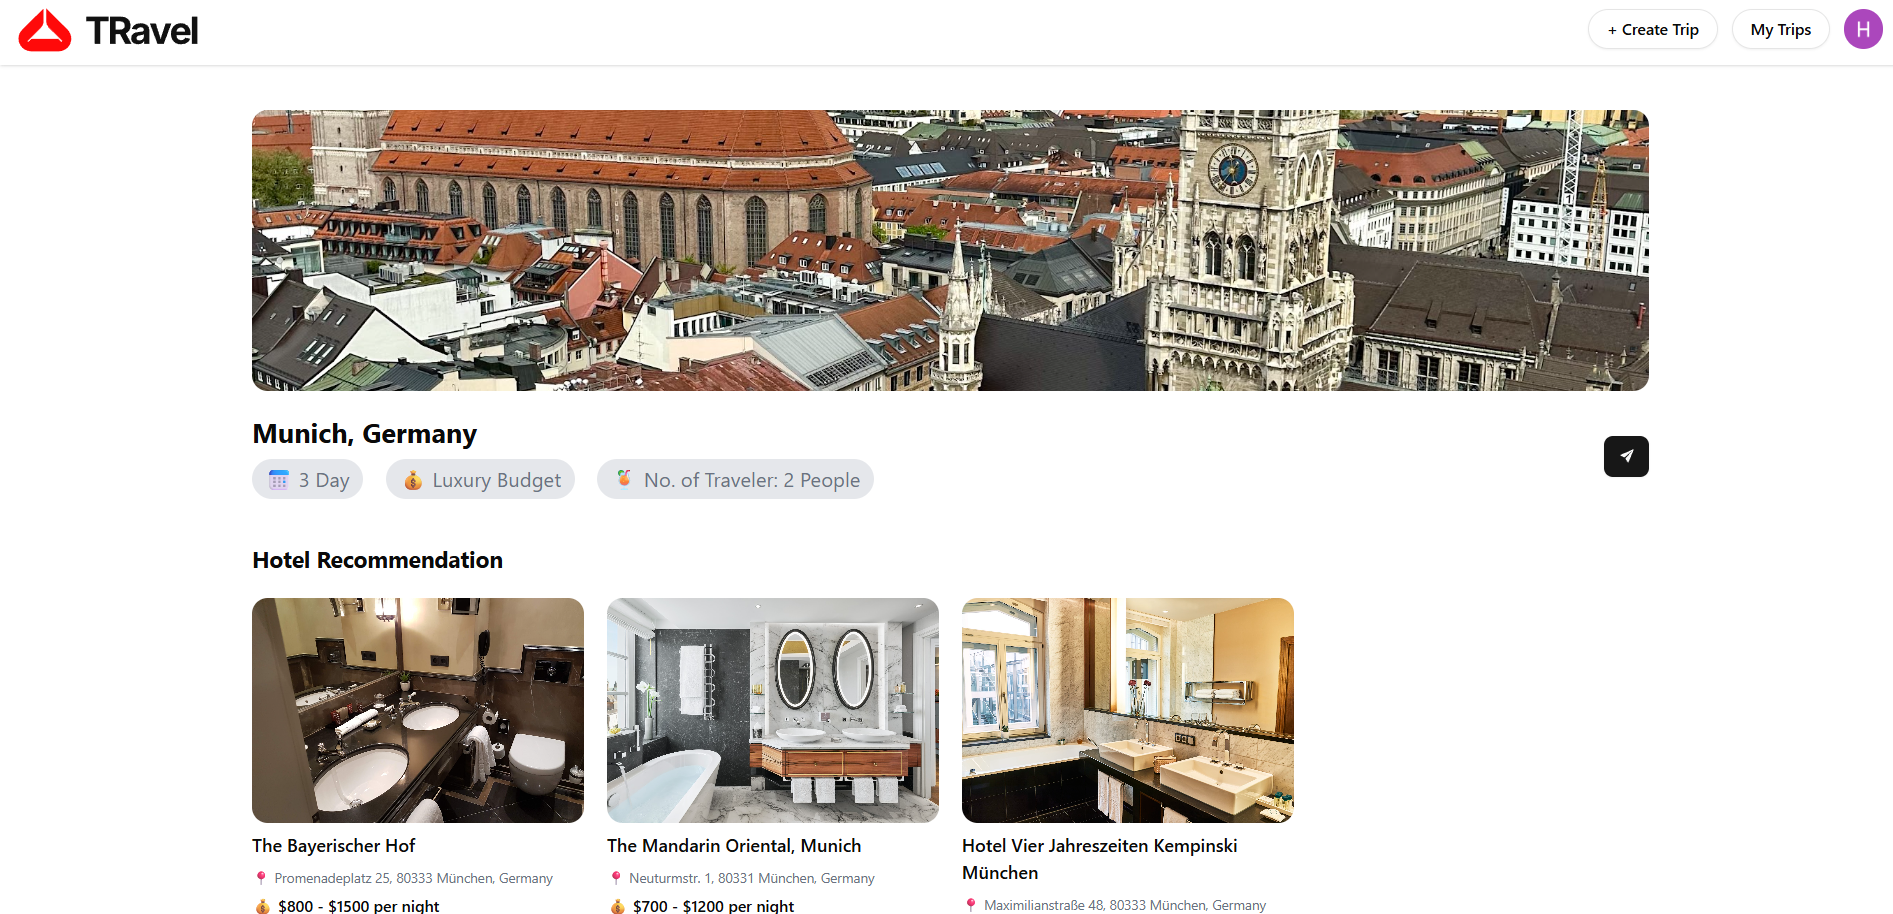 TRavel
+ Create Trip
My Trips
H
Munich, Germany
3 Day
Luxury Budget
No. of Traveler: 2 People
Hotel Recommendation
The Bayerischer Hof
Promenadeplatz 25, 80333 München, Germany
$800 - $1500 per night
The Mandarin Oriental, Munich
Neuturmstr. 1, 80331 München, Germany
$700 - $1200 per night
Hotel Vier Jahreszeiten Kempinski
München
Maximilianstraße 48, 80333 München, Germany